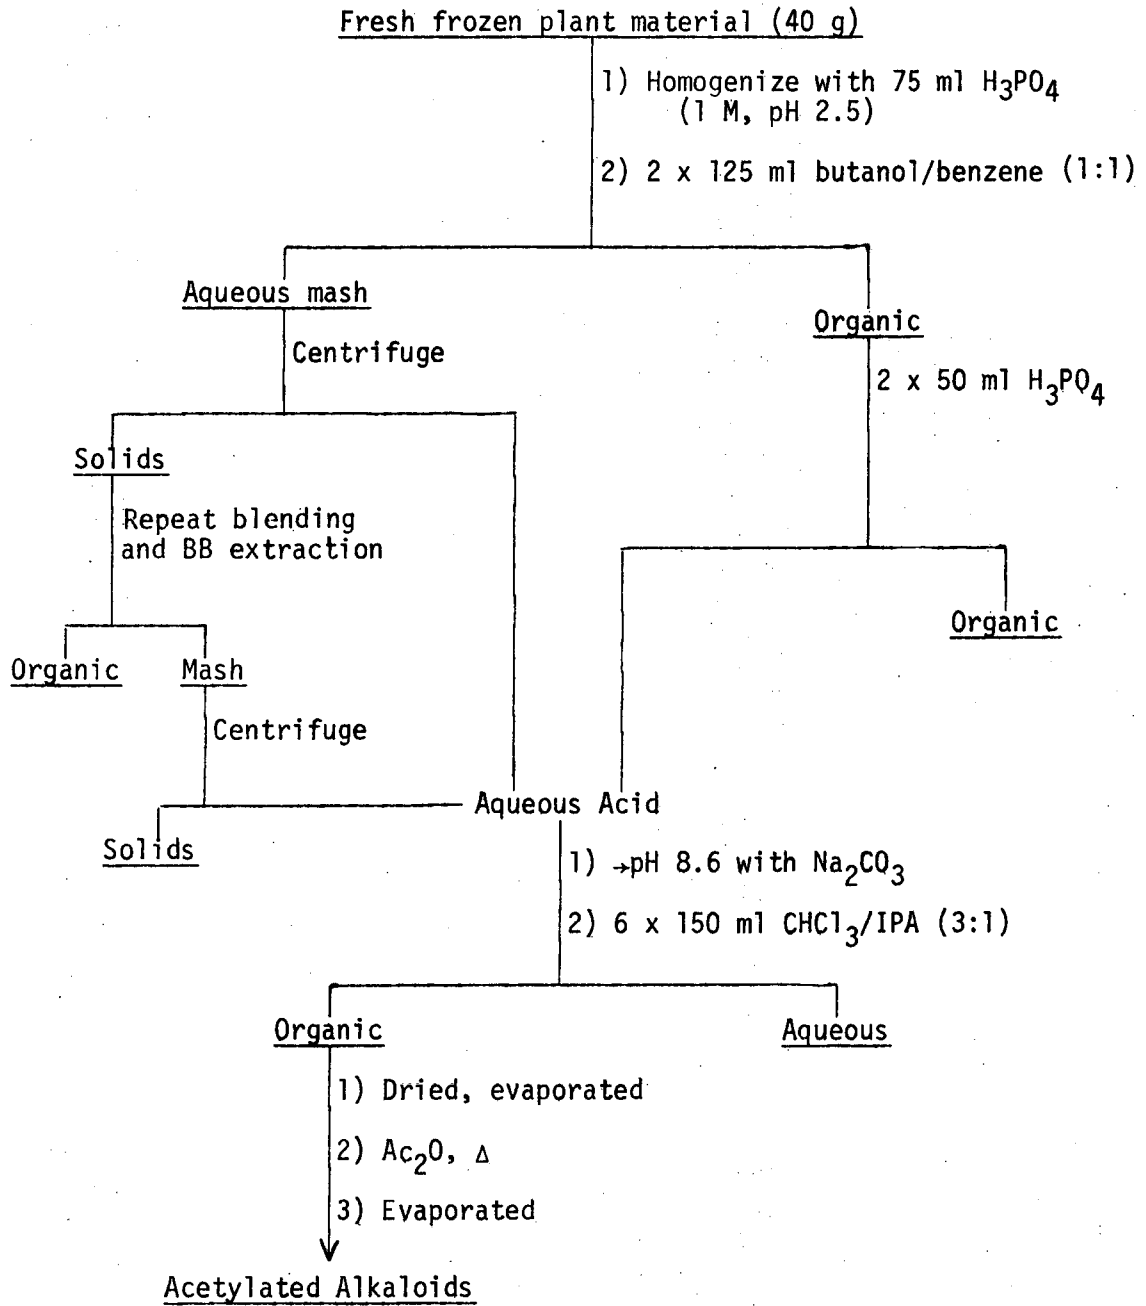 Fresh frozen plant material (40 g)
1) Homogenize with 75 ml H3PO4
(1 M, pH 2.5)
2) 2 x 125 ml butanol/benzene (1:1)
Aqueous mash
Organic
Centrifuge
2 x 50 ml H3PO4
Solids
Repeat blending
and BB extraction
Organic
Organic
Mash
Centrifuge
Aqueous Acid
Solids
1) →pH 8.6 with Na2CO3
2) 6 x 150 ml CHCl3/IPA (3:1)
Organic
Aqueous
1) Dried, evaporated
2) Ac2O, Δ
3) Evaporated
Acetylated Alkaloids